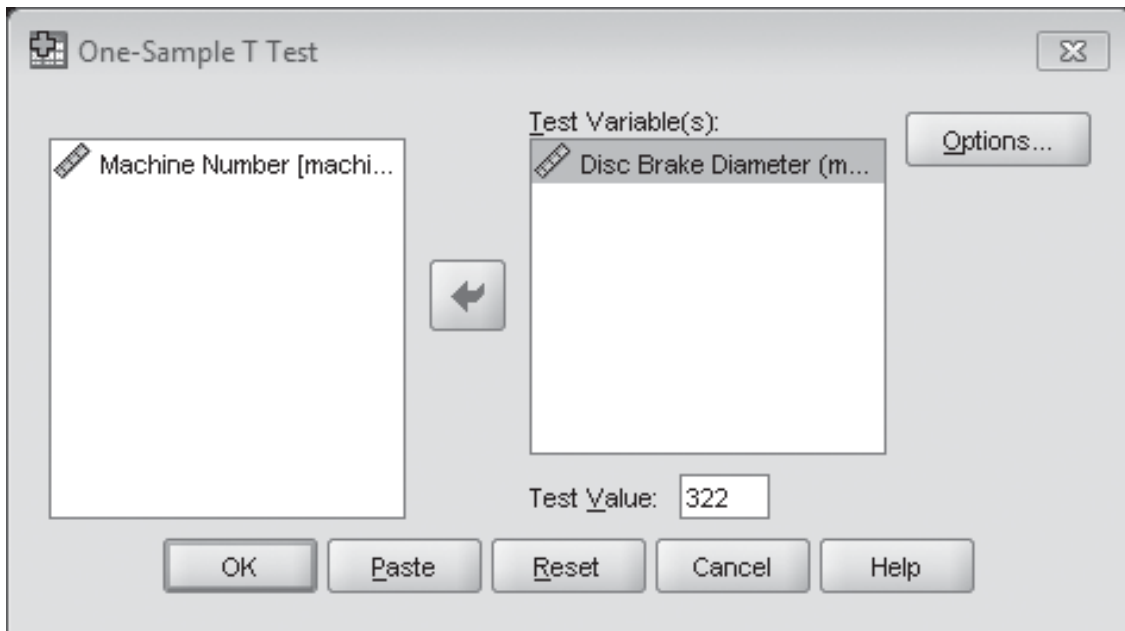 One-Sample T Test
Machine Number [machi...
Test Variable(s):
Disc Brake Diameter (m...
Options...
Test Value: 322
OK Paste Reset Cancel Help